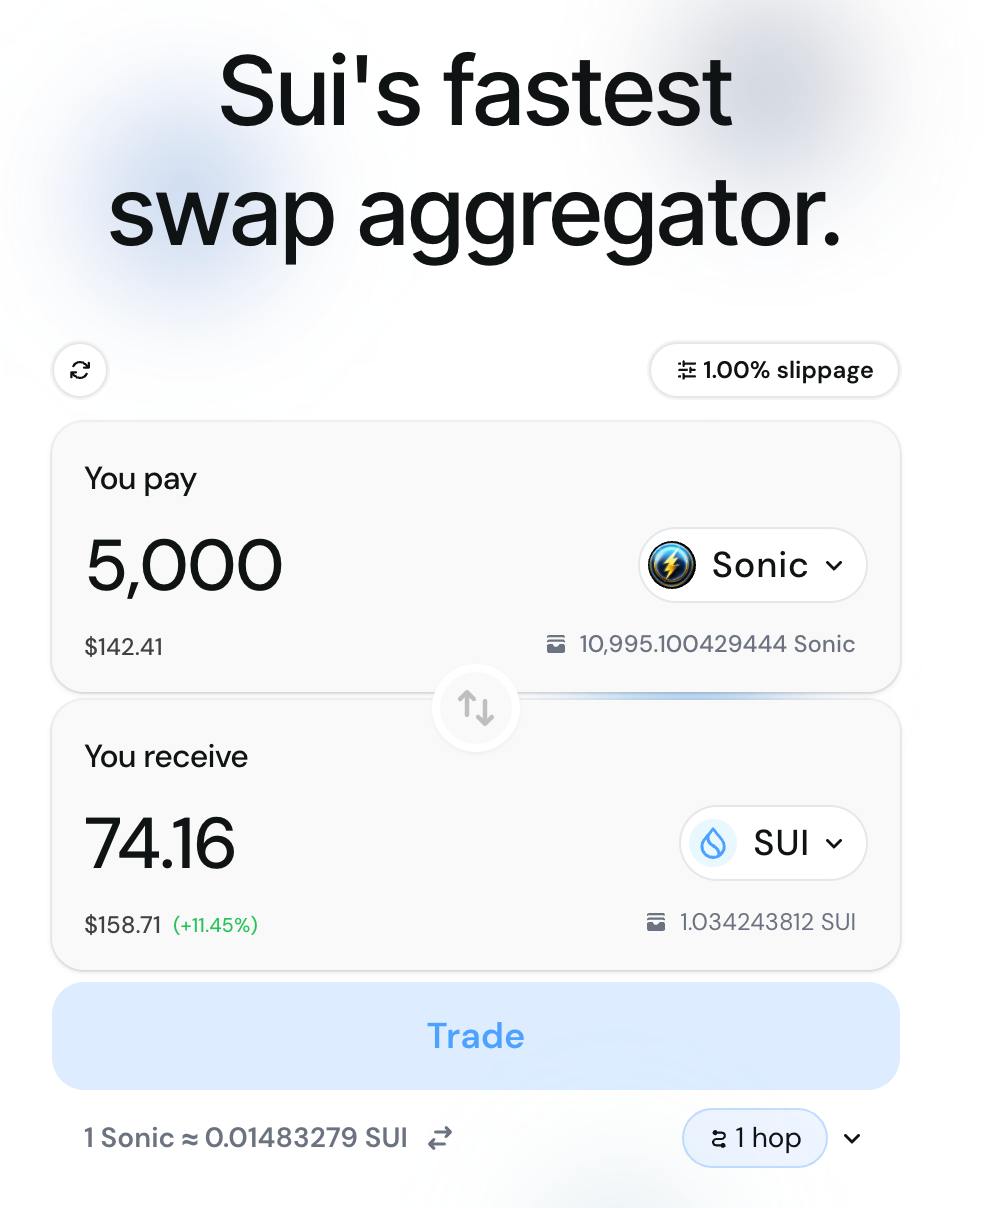 Sui's fastest
swap aggregator.
1.00% slippage
You pay
5,000
Sonic
$142.41
10,995.100429444 Sonic
You receive
74.16
SUI
$158.71 (+11.45%)
1.034243812 SUI
Trade
1 Sonic ≈ 0.01483279 SUI
1 hop